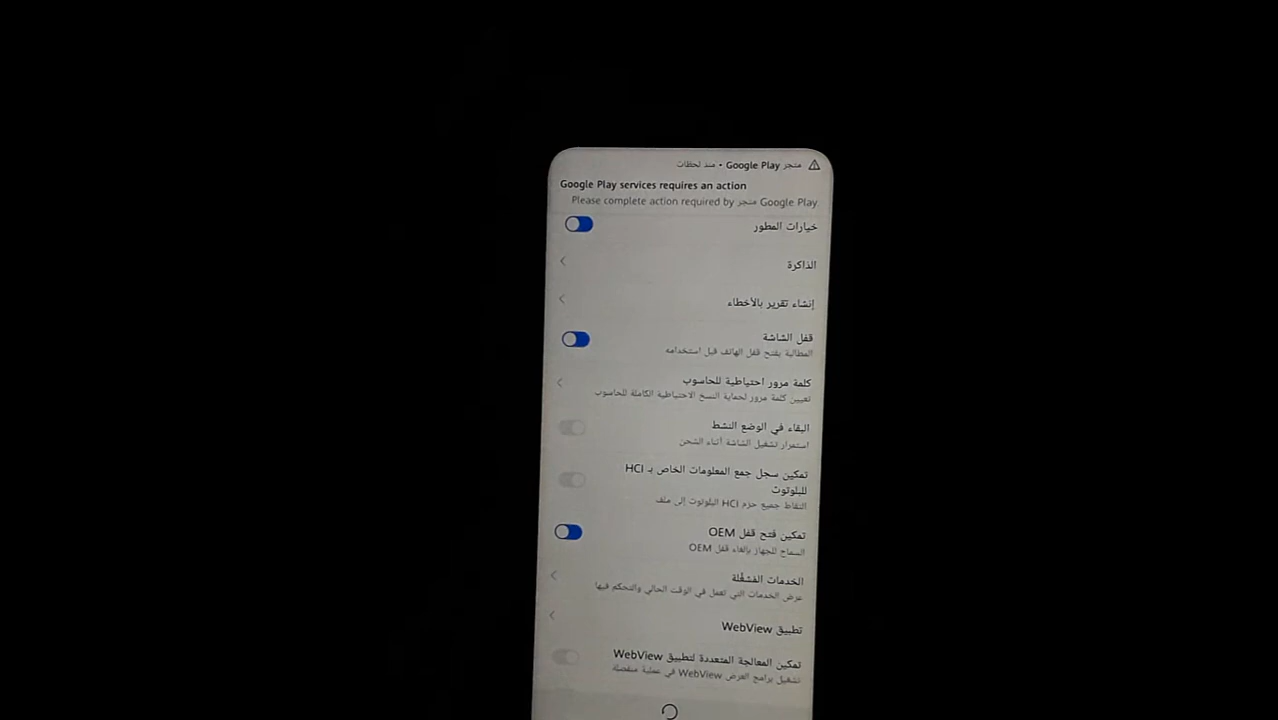 متجر Google Play • منذ لحظات
Google Play services requires an action
Please complete action required by متجر Google Play
خيارات المطور
الذاكرة
إنشاء تقرير بالأخطاء
قفل الشاشة
المطالبة بفتح قفل الهاتف قبل استخدامه
كلمة مرور احتياطية للحاسوب
تعيين كلمة مرور لحماية النسخ الاحتياطية الكاملة للحاسوب
البقاء في الوضع النشط
استمرار تشغيل الشاشة أثناء الشحن
تمكين سجل جمع المعلومات الخاص بـ HCI
للبلوتوث
التقاط جميع حزم HCI البلوتوث إلى ملف
تمكين فتح قفل OEM
السماح للجهاز بإلغاء قفل OEM
الخدمات المُشغَّلة
عرض الخدمات التي تعمل في الوقت الحالي والتحكم فيها
تطبيق WebView
تمكين المعالجة المتعددة لتطبيق WebView
تشغيل برامج العرض WebView في عملية منفصلة